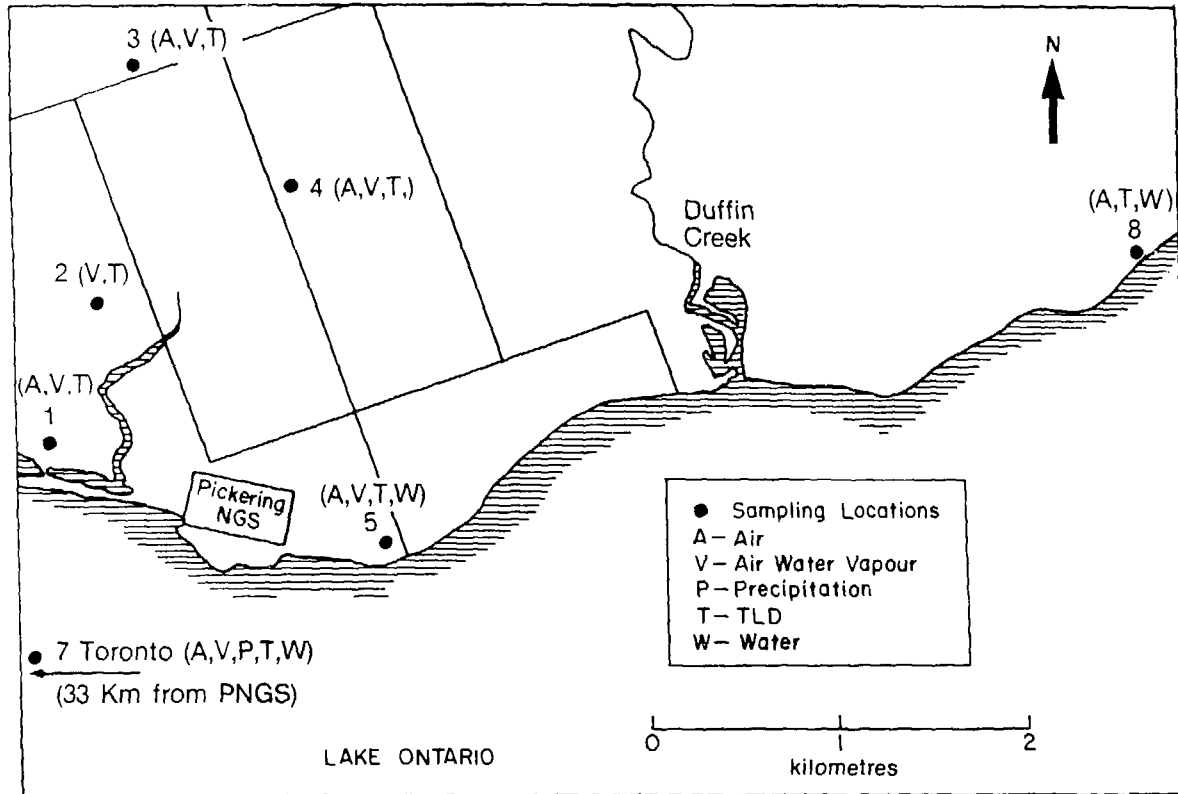 3 (A,V,T)
N
4 (A,V,T,)
Duffin
Creek
(A,T,W)
8
2 (V,T)
(A,V,T)
1
Pickering
NGS
(A,V,T,W)
5
● Sampling Locations
A – Air
V – Air Water Vapour
P – Precipitation
T – TLD
W – Water
7 Toronto (A,V,P,T,W)
(33 Km from PNGS)
LAKE ONTARIO
0 1 2
kilometres